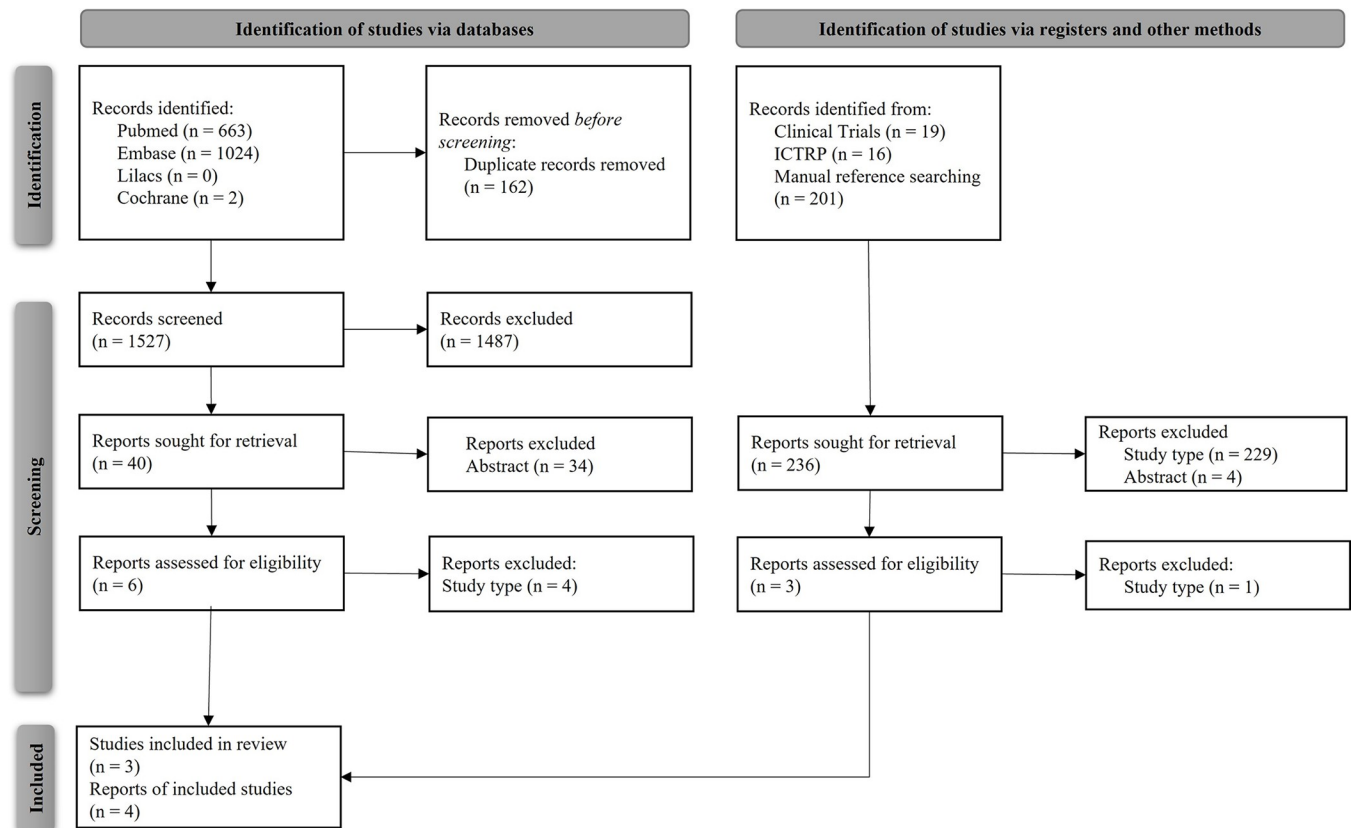 Identification of studies via databases
Identification of studies via registers and other methods
Identification
Records identified:
Pubmed (n = 663)
Embase (n = 1024)
Lilacs (n = 0)
Cochrane (n = 2)
Records removed before
screening:
Duplicate records removed
(n = 162)
Records identified from:
Clinical Trials (n = 19)
ICTRP (n = 16)
Manual reference searching
(n = 201)
Screening
Records screened
(n = 1527)
Records excluded
(n = 1487)
Reports sought for retrieval
(n = 40)
Reports excluded
Abstract (n = 34)
Reports sought for retrieval
(n = 236)
Reports excluded
Study type (n = 229)
Abstract (n = 4)
Reports assessed for eligibility
(n = 6)
Reports excluded:
Study type (n = 4)
Reports assessed for eligibility
(n = 3)
Reports excluded:
Study type (n = 1)
Included
Studies included in review
(n = 3)
Reports of included studies
(n = 4)